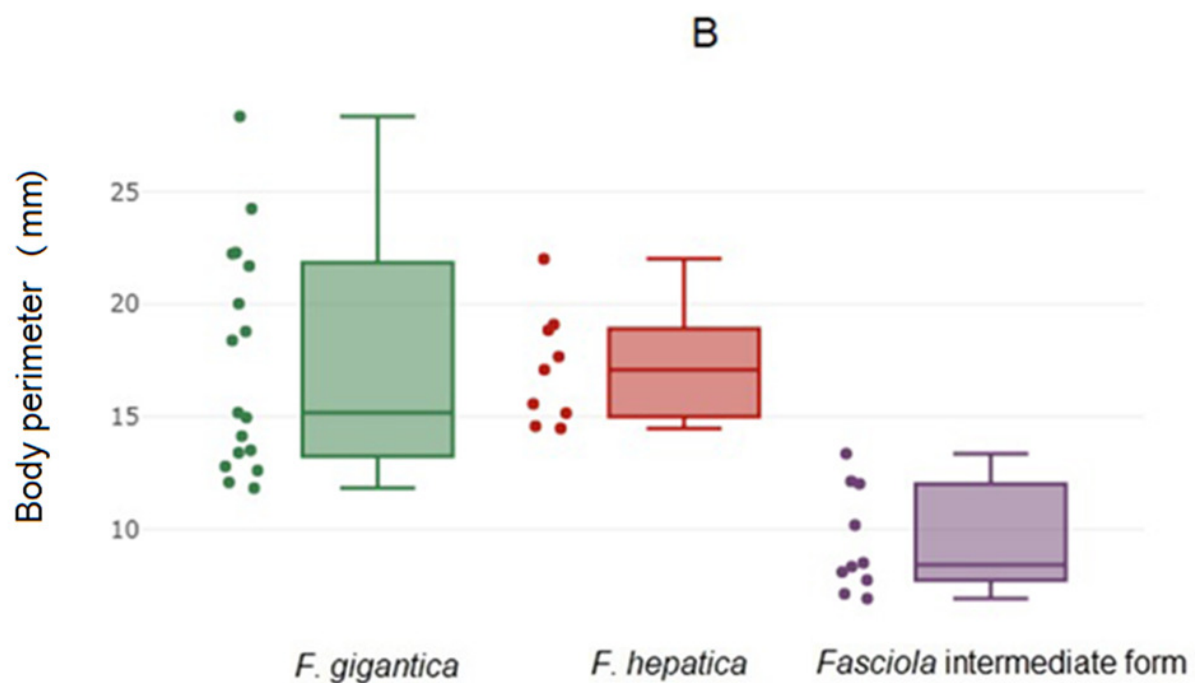 B
Body perimeter (mm)
25
20
15
10
F. gigantica
F. hepatica
Fasciola intermediate form